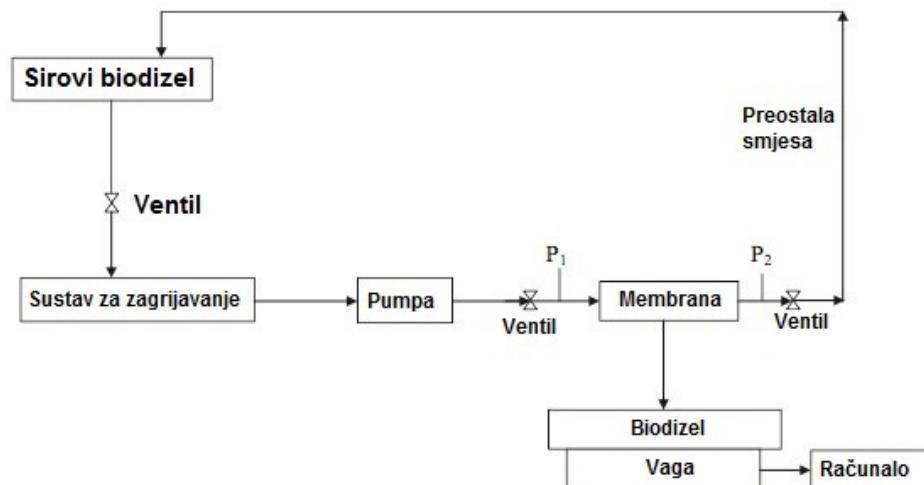 Sirovi biodizel
Preostala
smjesa
Ventil
P₁
P₂
Sustav za zagrijavanje
Pumpa
Membrana
Ventil
Ventil
Biodizel
Vaga
Računalo